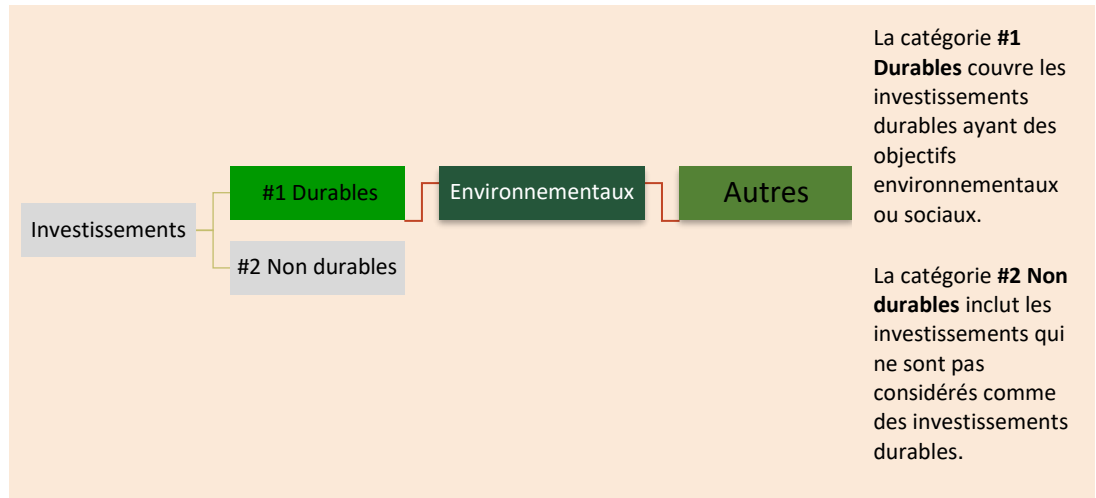 Investissements
#1 Durables
#2 Non durables
Environnementaux
Autres
La catégorie #1
Durables couvre les
investissements
durables ayant des
objectifs
environnementaux
ou sociaux.
La catégorie #2 Non
durables inclut les
investissements qui
ne sont pas
considérés comme
des investissements
durables.